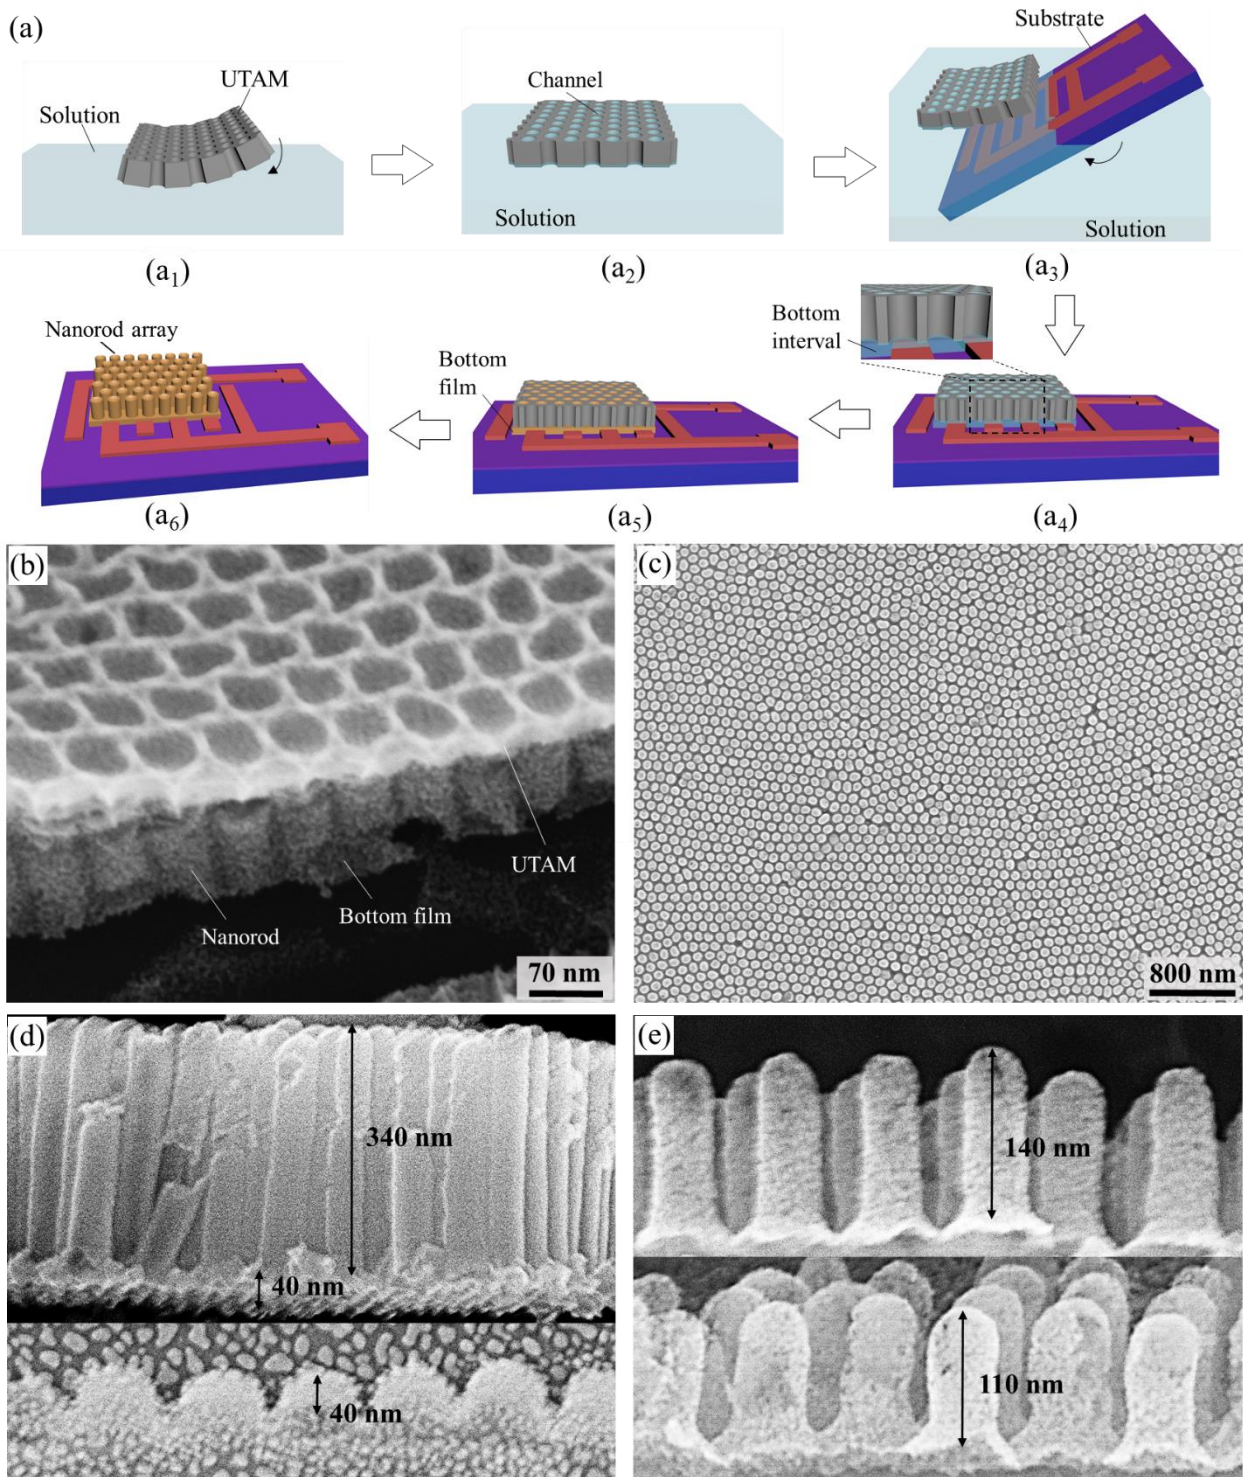 (a)
UTAM
Solution
(a1)
Channel
Solution
(a2)
Substrate
Solution
(a3)
Nanorod array
(a6)
Bottom
film
(a5)
Bottom
interval
(a4)
(b)
UTAM
Bottom film
Nanorod
70 nm
(c)
800 nm
(d)
340 nm
40 nm
40 nm
(e)
140 nm
110 nm